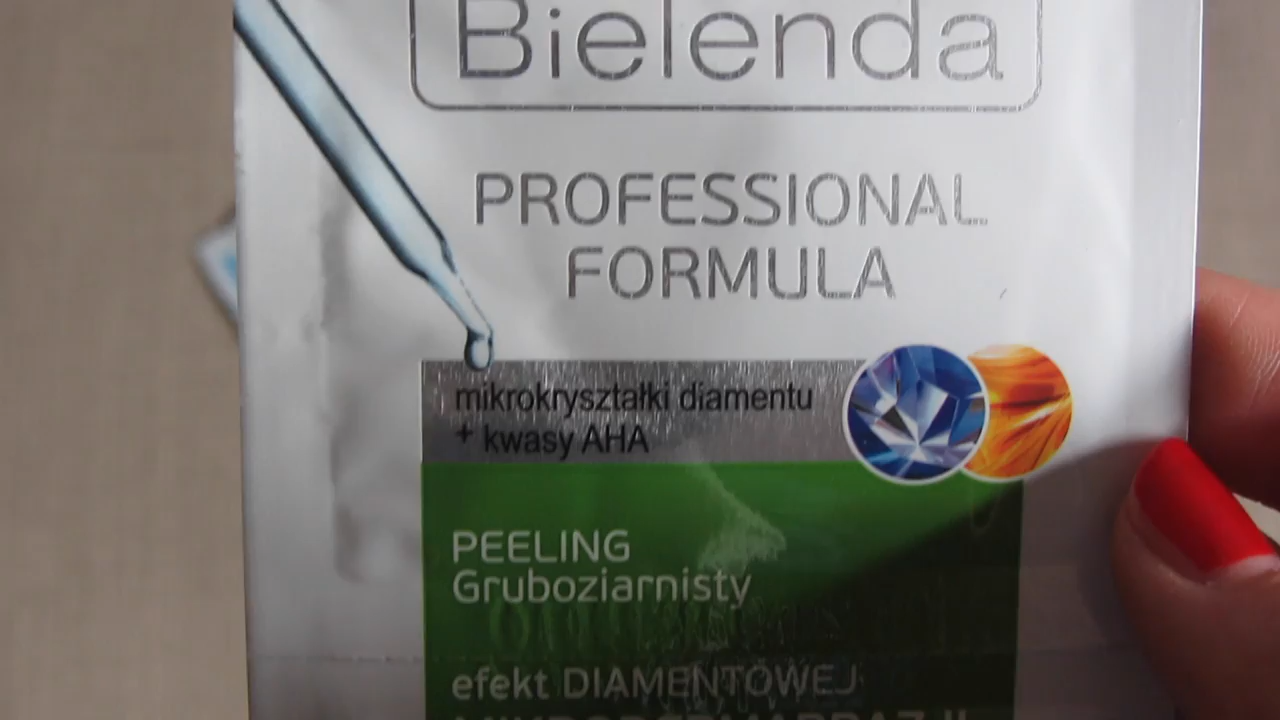 Bielenda
PROFESSIONAL
FORMULA
mikrokryształki diamentu
+ kwasy AHA
PEELING
Gruboziarnisty
efekt DIAMENTOWEJ